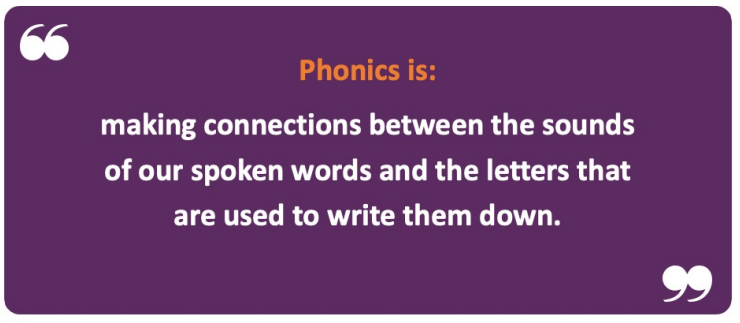 Phonics is:
making connections between the sounds
of our spoken words and the letters that
are used to write them down.